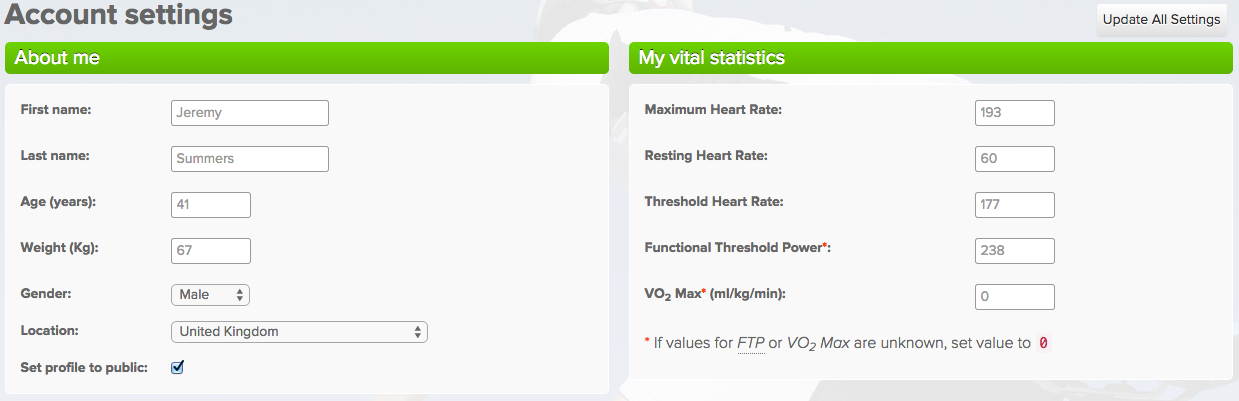 Account settings
Update All Settings
About me
First name: Jeremy
Last name: Summers
Age (years): 41
Weight (Kg): 67
Gender: Male
Location: United Kingdom
Set profile to public:
My vital statistics
Maximum Heart Rate: 193
Resting Heart Rate: 60
Threshold Heart Rate: 177
Functional Threshold Power*: 238
VO2 Max* (ml/kg/min): 0
* If values for FTP or VO2 Max are unknown, set value to 0